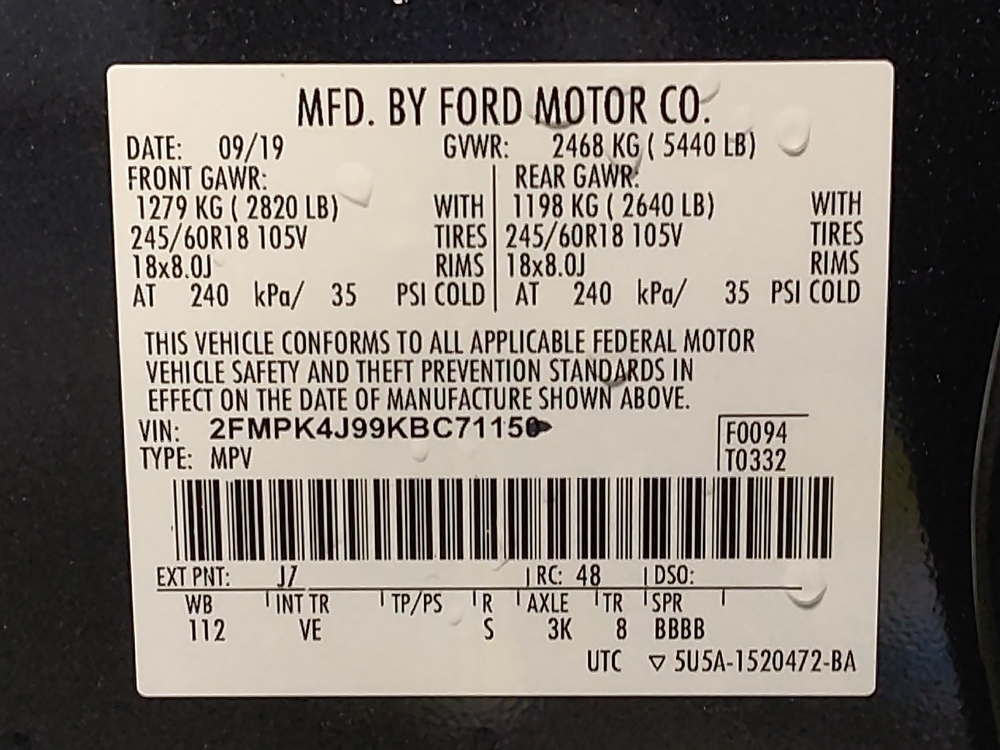 MFD. BY FORD MOTOR CO.
DATE: 09/19 GVWR: 2468 KG ( 5440 LB)
FRONT GAWR: REAR GAWR:
1279 KG ( 2820 LB) WITH 1198 KG ( 2640 LB) WITH
245/60R18 105V TIRES 245/60R18 105V TIRES
18x8.0J RIMS 18x8.0J RIMS
AT 240 kPa/ 35 PSI COLD AT 240 kPa/ 35 PSI COLD
THIS VEHICLE CONFORMS TO ALL APPLICABLE FEDERAL MOTOR
VEHICLE SAFETY AND THEFT PREVENTION STANDARDS IN
EFFECT ON THE DATE OF MANUFACTURE SHOWN ABOVE.
VIN: 2FMPK4J99KBC71150 F0094
TYPE: MPV T0332
EXT PNT: J7 RC: 48 DSO:
WB INT TR TP/PS R AXLE TR SPR
112 VE S 3K 8 BBBB
UTC ▽ 5U5A-1520472-BA